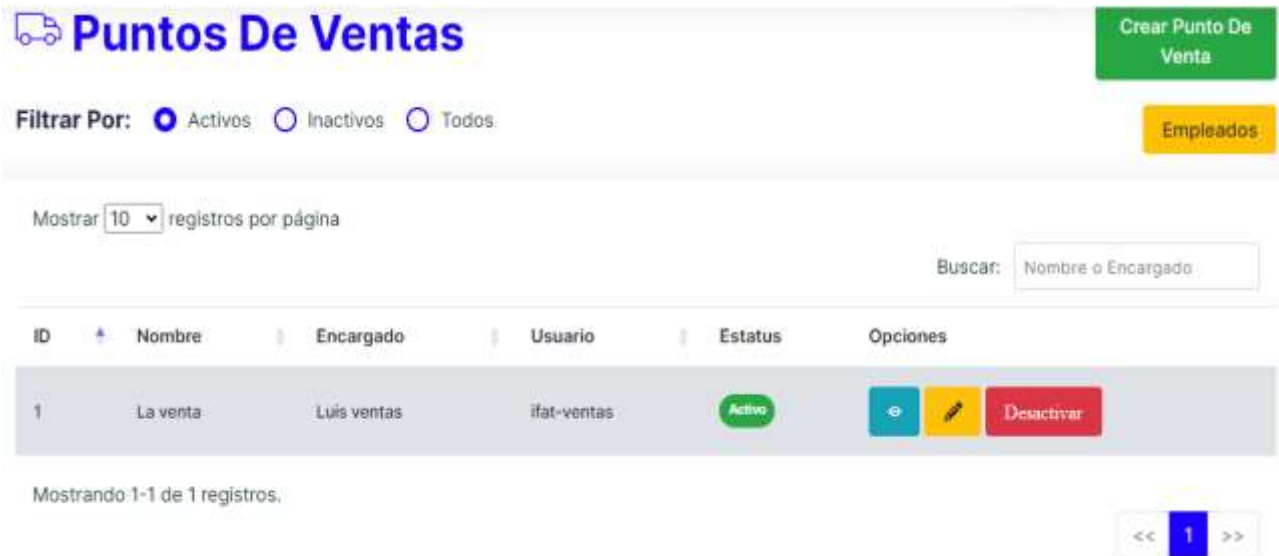 Puntos De Ventas
Crear Punto De
Venta
Filtrar Por: Activos Inactivos Todos
Empleados
Mostrar 10 registros por página
Buscar: Nombre o Encargado
ID Nombre Encargado Usuario Estatus Opciones
1 La venta Luis ventas ifat-ventas Activo Desactivar
Mostrando 1-1 de 1 registros.
<< 1 >>